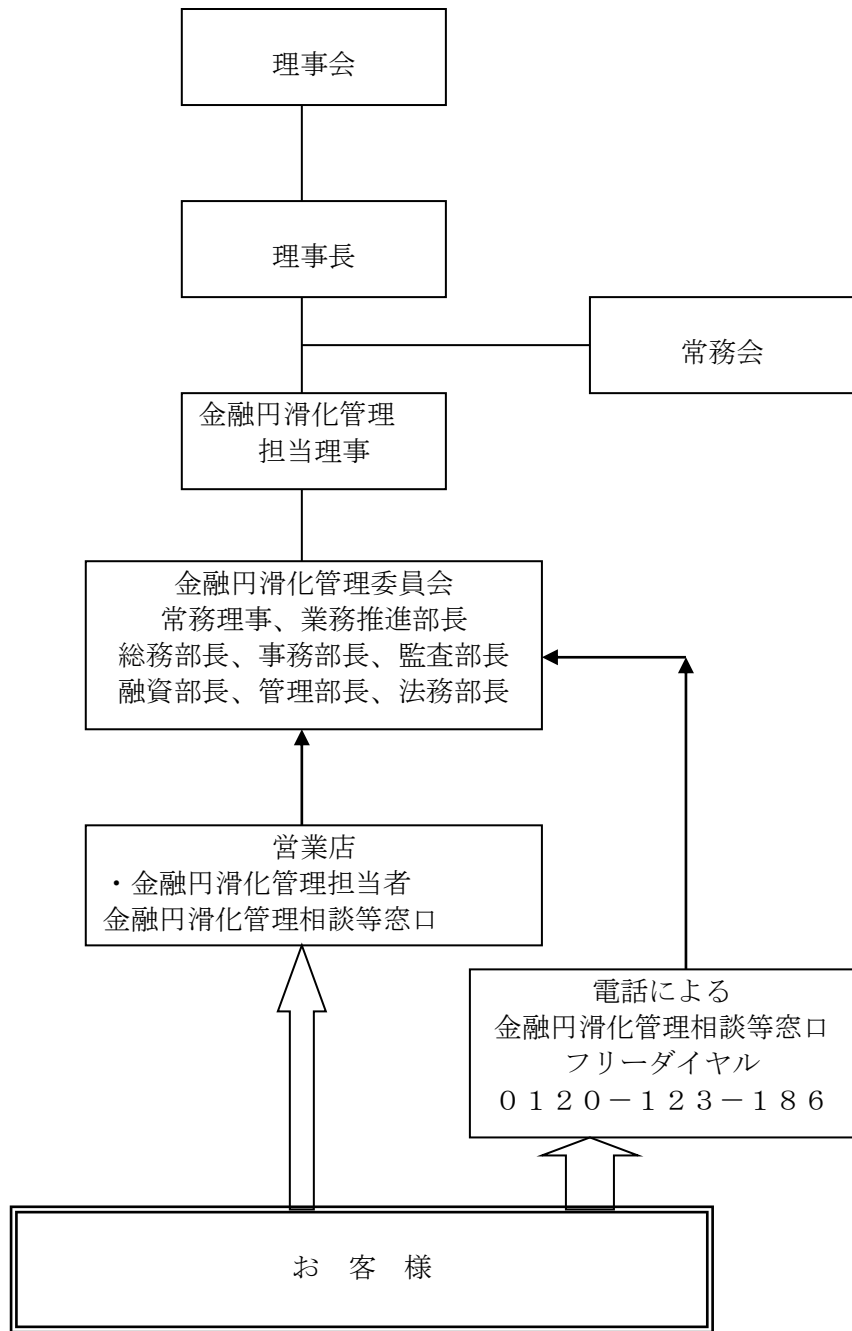 理事会
理事長
常務会
金融円滑化管理
担当理事
金融円滑化管理委員会
常務理事、業務推進部長
総務部長、事務部長、監査部長
融資部長、管理部長、法務部長
営業店
・金融円滑化管理担当者
金融円滑化管理相談等窓口
電話による
金融円滑化管理相談等窓口
フリーダイヤル
０１２０－１２３－１８６
お　客　様